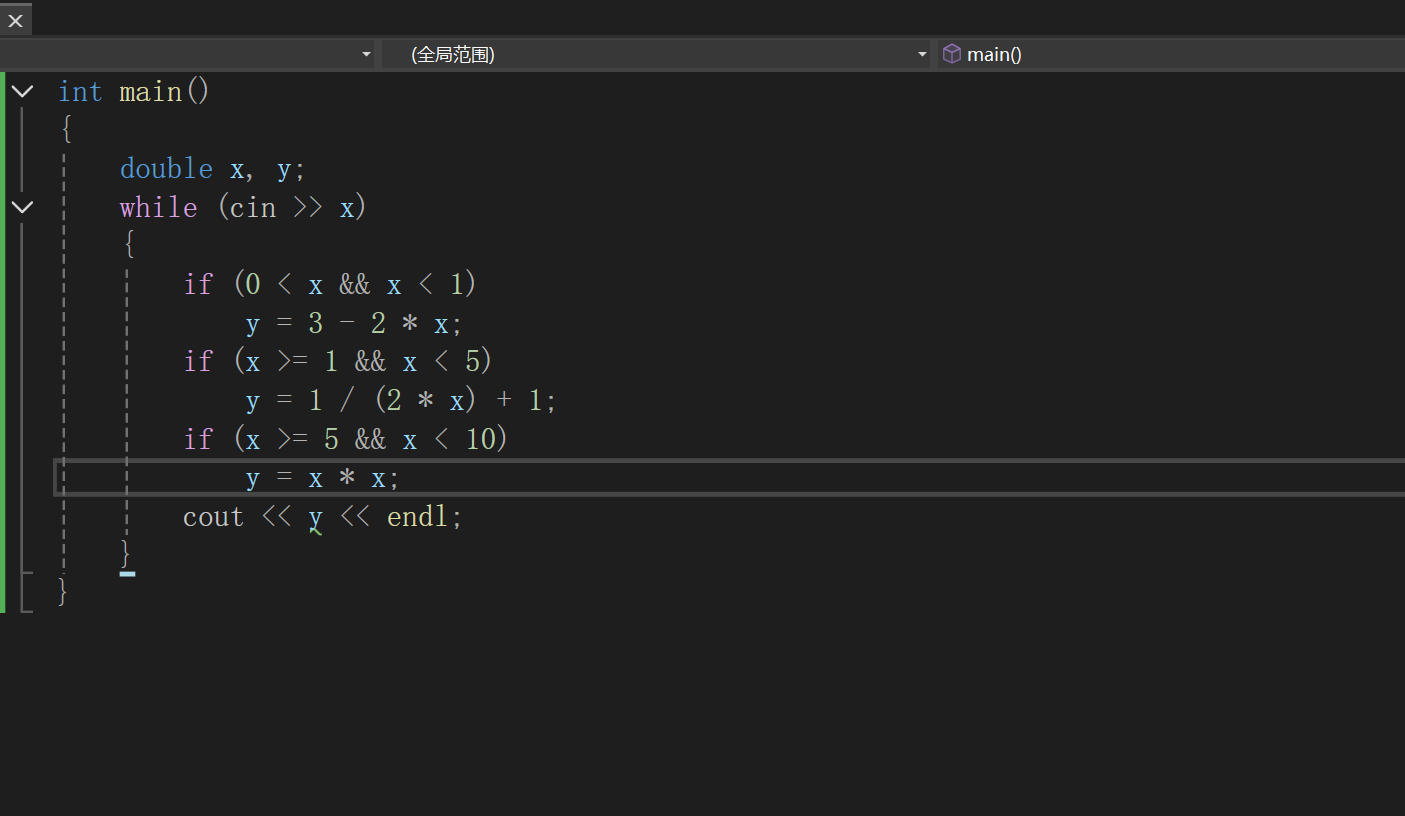 (全局范围) main()
int main()
{
    double x, y;
    while (cin >> x)
    {
        if (0 < x && x < 1)
            y = 3 - 2 * x;
        if (x >= 1 && x < 5)
            y = 1 / (2 * x) + 1;
        if (x >= 5 && x < 10)
            y = x * x;
        cout << y << endl;
    }
}